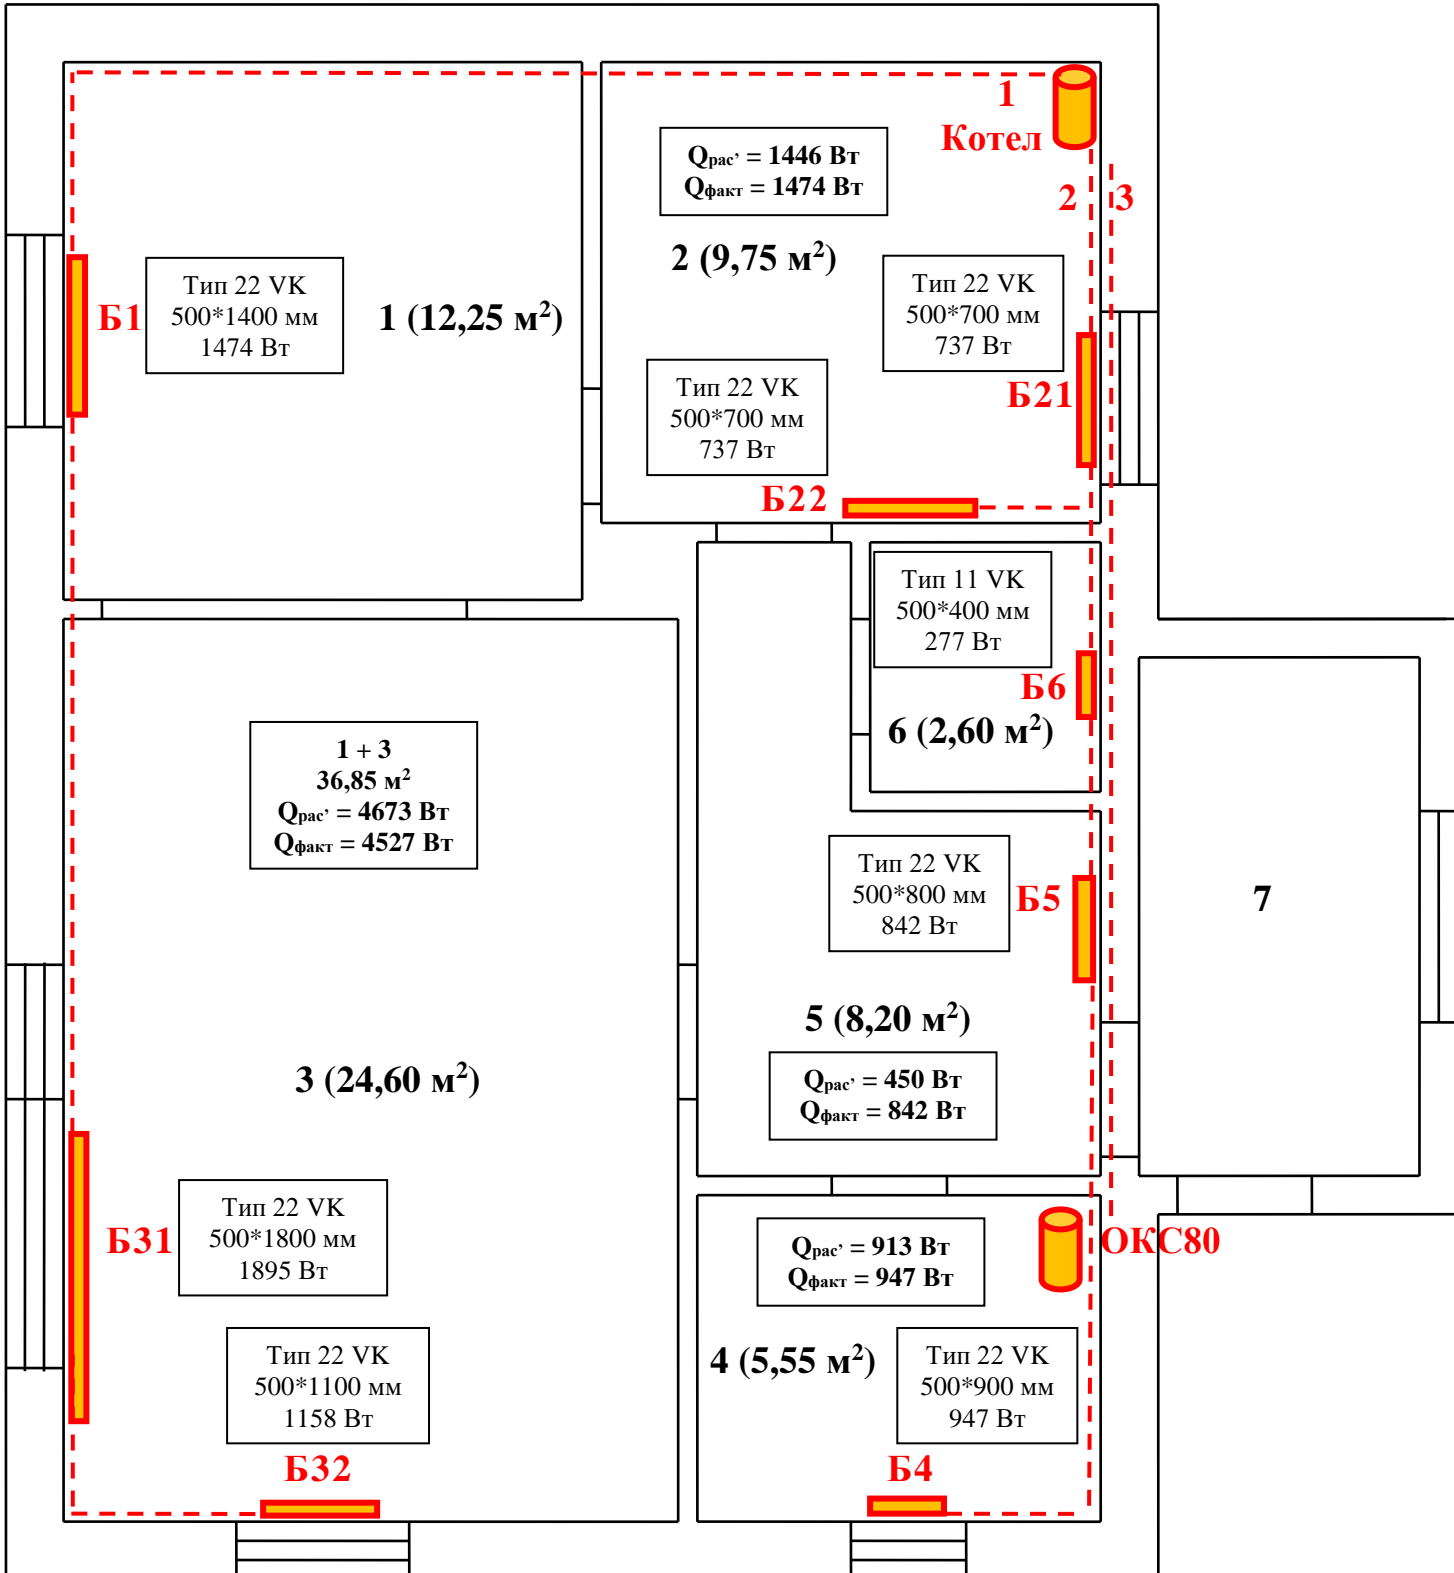 1
Котел
Qрас’ = 1446 Вт
Qфакт = 1474 Вт
2
3
2 (9,75 м²)
Тип 22 VK
500*1400 мм
1474 Вт
Б1
1 (12,25 м²)
Тип 22 VK
500*700 мм
737 Вт
Б21
Тип 22 VK
500*700 мм
737 Вт
Б22
Тип 11 VK
500*400 мм
277 Вт
Б6
6 (2,60 м²)
1 + 3
36,85 м²
Qрас’ = 4673 Вт
Qфакт = 4527 Вт
Тип 22 VK
500*800 мм
842 Вт
Б5
7
5 (8,20 м²)
Qрас’ = 450 Вт
Qфакт = 842 Вт
3 (24,60 м²)
Б31
Тип 22 VK
500*1800 мм
1895 Вт
Qрас’ = 913 Вт
Qфакт = 947 Вт
ОКС80
Тип 22 VK
500*1100 мм
1158 Вт
Б32
4 (5,55 м²)
Тип 22 VK
500*900 мм
947 Вт
Б4